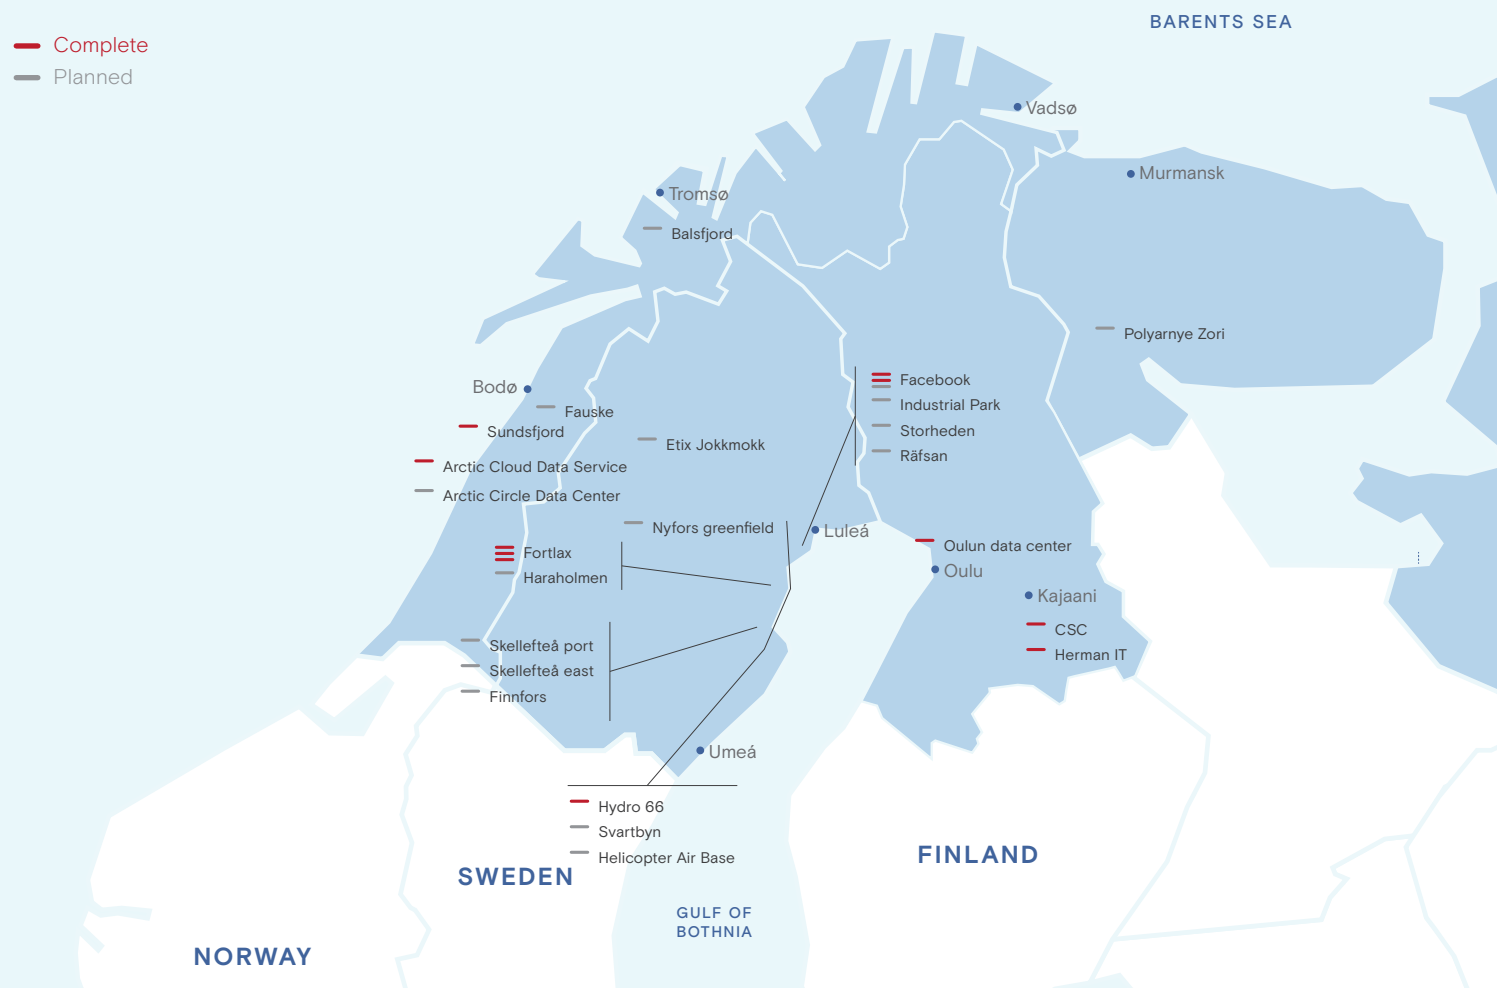 BARENTS SEA
Complete
Planned
Vadsø
Murmansk
Tromsø
Balsfjord
Polyarnye Zori
Bodø
Facebook
Fauske
Industrial Park
Sundsfjord
Storheden
Etix Jokkmokk
Räfsan
Arctic Cloud Data Service
Arctic Circle Data Center
Nyfors greenfield
Luleá
Oulun data center
Fortlax
Oulu
Haraholmen
Kajaani
CSC
Skellefteå port
Herman IT
Skellefteå east
Finnfors
Umeá
Hydro 66
Svartbyn
Helicopter Air Base
FINLAND
SWEDEN
GULF OF
BOTHNIA
NORWAY